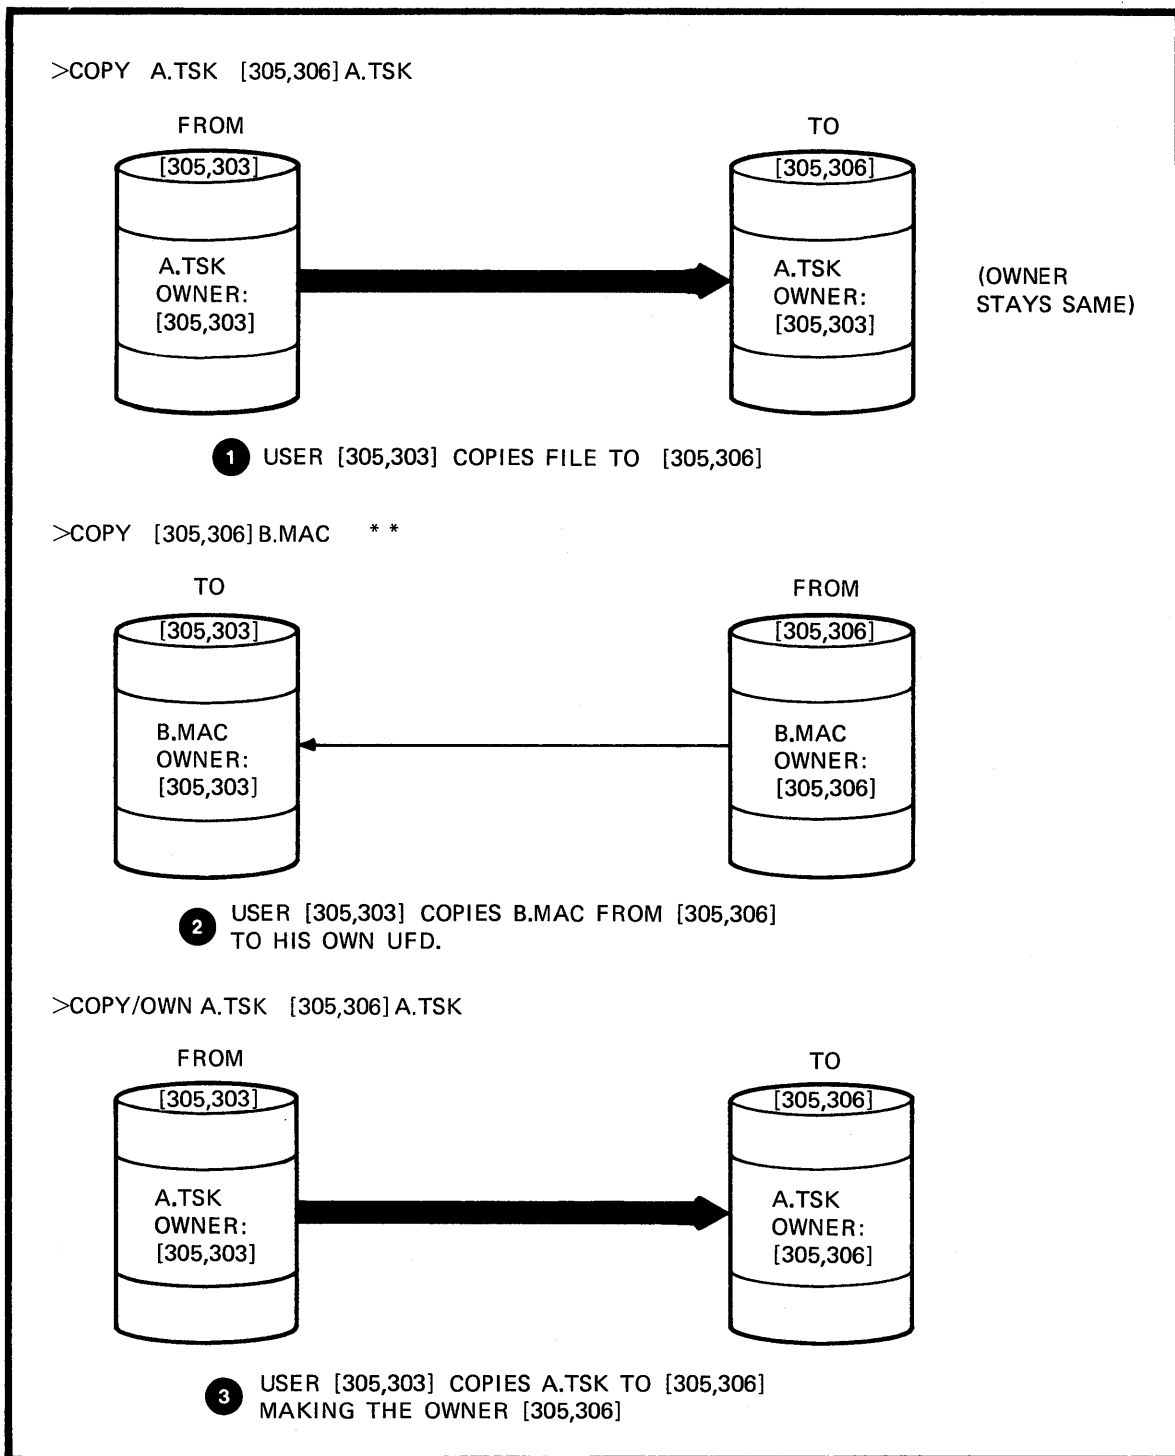 >COPY A.TSK [305,306] A.TSK
FROM
TO
[305,303]
[305,306]
A.TSK
OWNER:
[305,303]
A.TSK
OWNER:
[305,303]
(OWNER
STAYS SAME)
1 USER [305,303] COPIES FILE TO [305,306]
>COPY [305,306] B.MAC * *
TO
FROM
[305,303]
[305,306]
B.MAC
OWNER:
[305,303]
B.MAC
OWNER:
[305,306]
2 USER [305,303] COPIES B.MAC FROM [305,306]
TO HIS OWN UFD.
>COPY/OWN A.TSK [305,306] A.TSK
FROM
TO
[305,303]
[305,306]
A.TSK
OWNER:
[305,303]
A.TSK
OWNER:
[305,306]
3 USER [305,303] COPIES A.TSK TO [305,306]
MAKING THE OWNER [305,306]